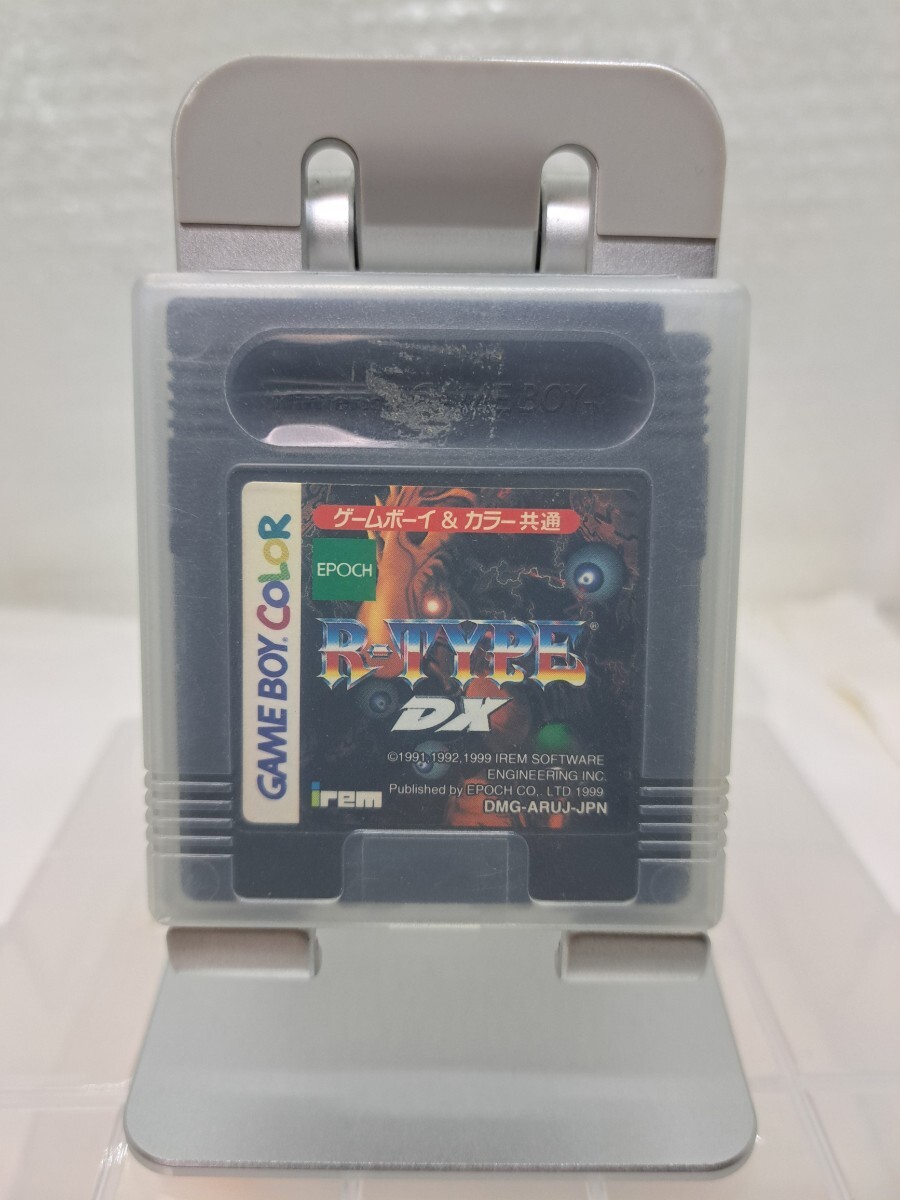 GAME BOY
GAME BOY COLOR
ゲームボーイ & カラー共通
EPOCH
R-TYPE®
DX
©1991,1992,1999 IREM SOFTWARE
ENGINEERING INC.
Published by EPOCH CO., LTD 1999
DMG-ARUJ-JPN
irem